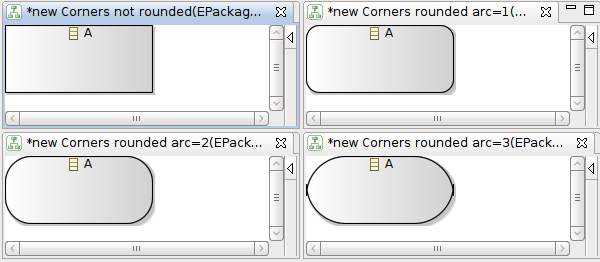 *new Corners not rounded(EPackag...
A
*new Corners rounded arc=1(...
A
*new Corners rounded arc=2(EPack...
A
*new Corners rounded arc=3(EPack...
A